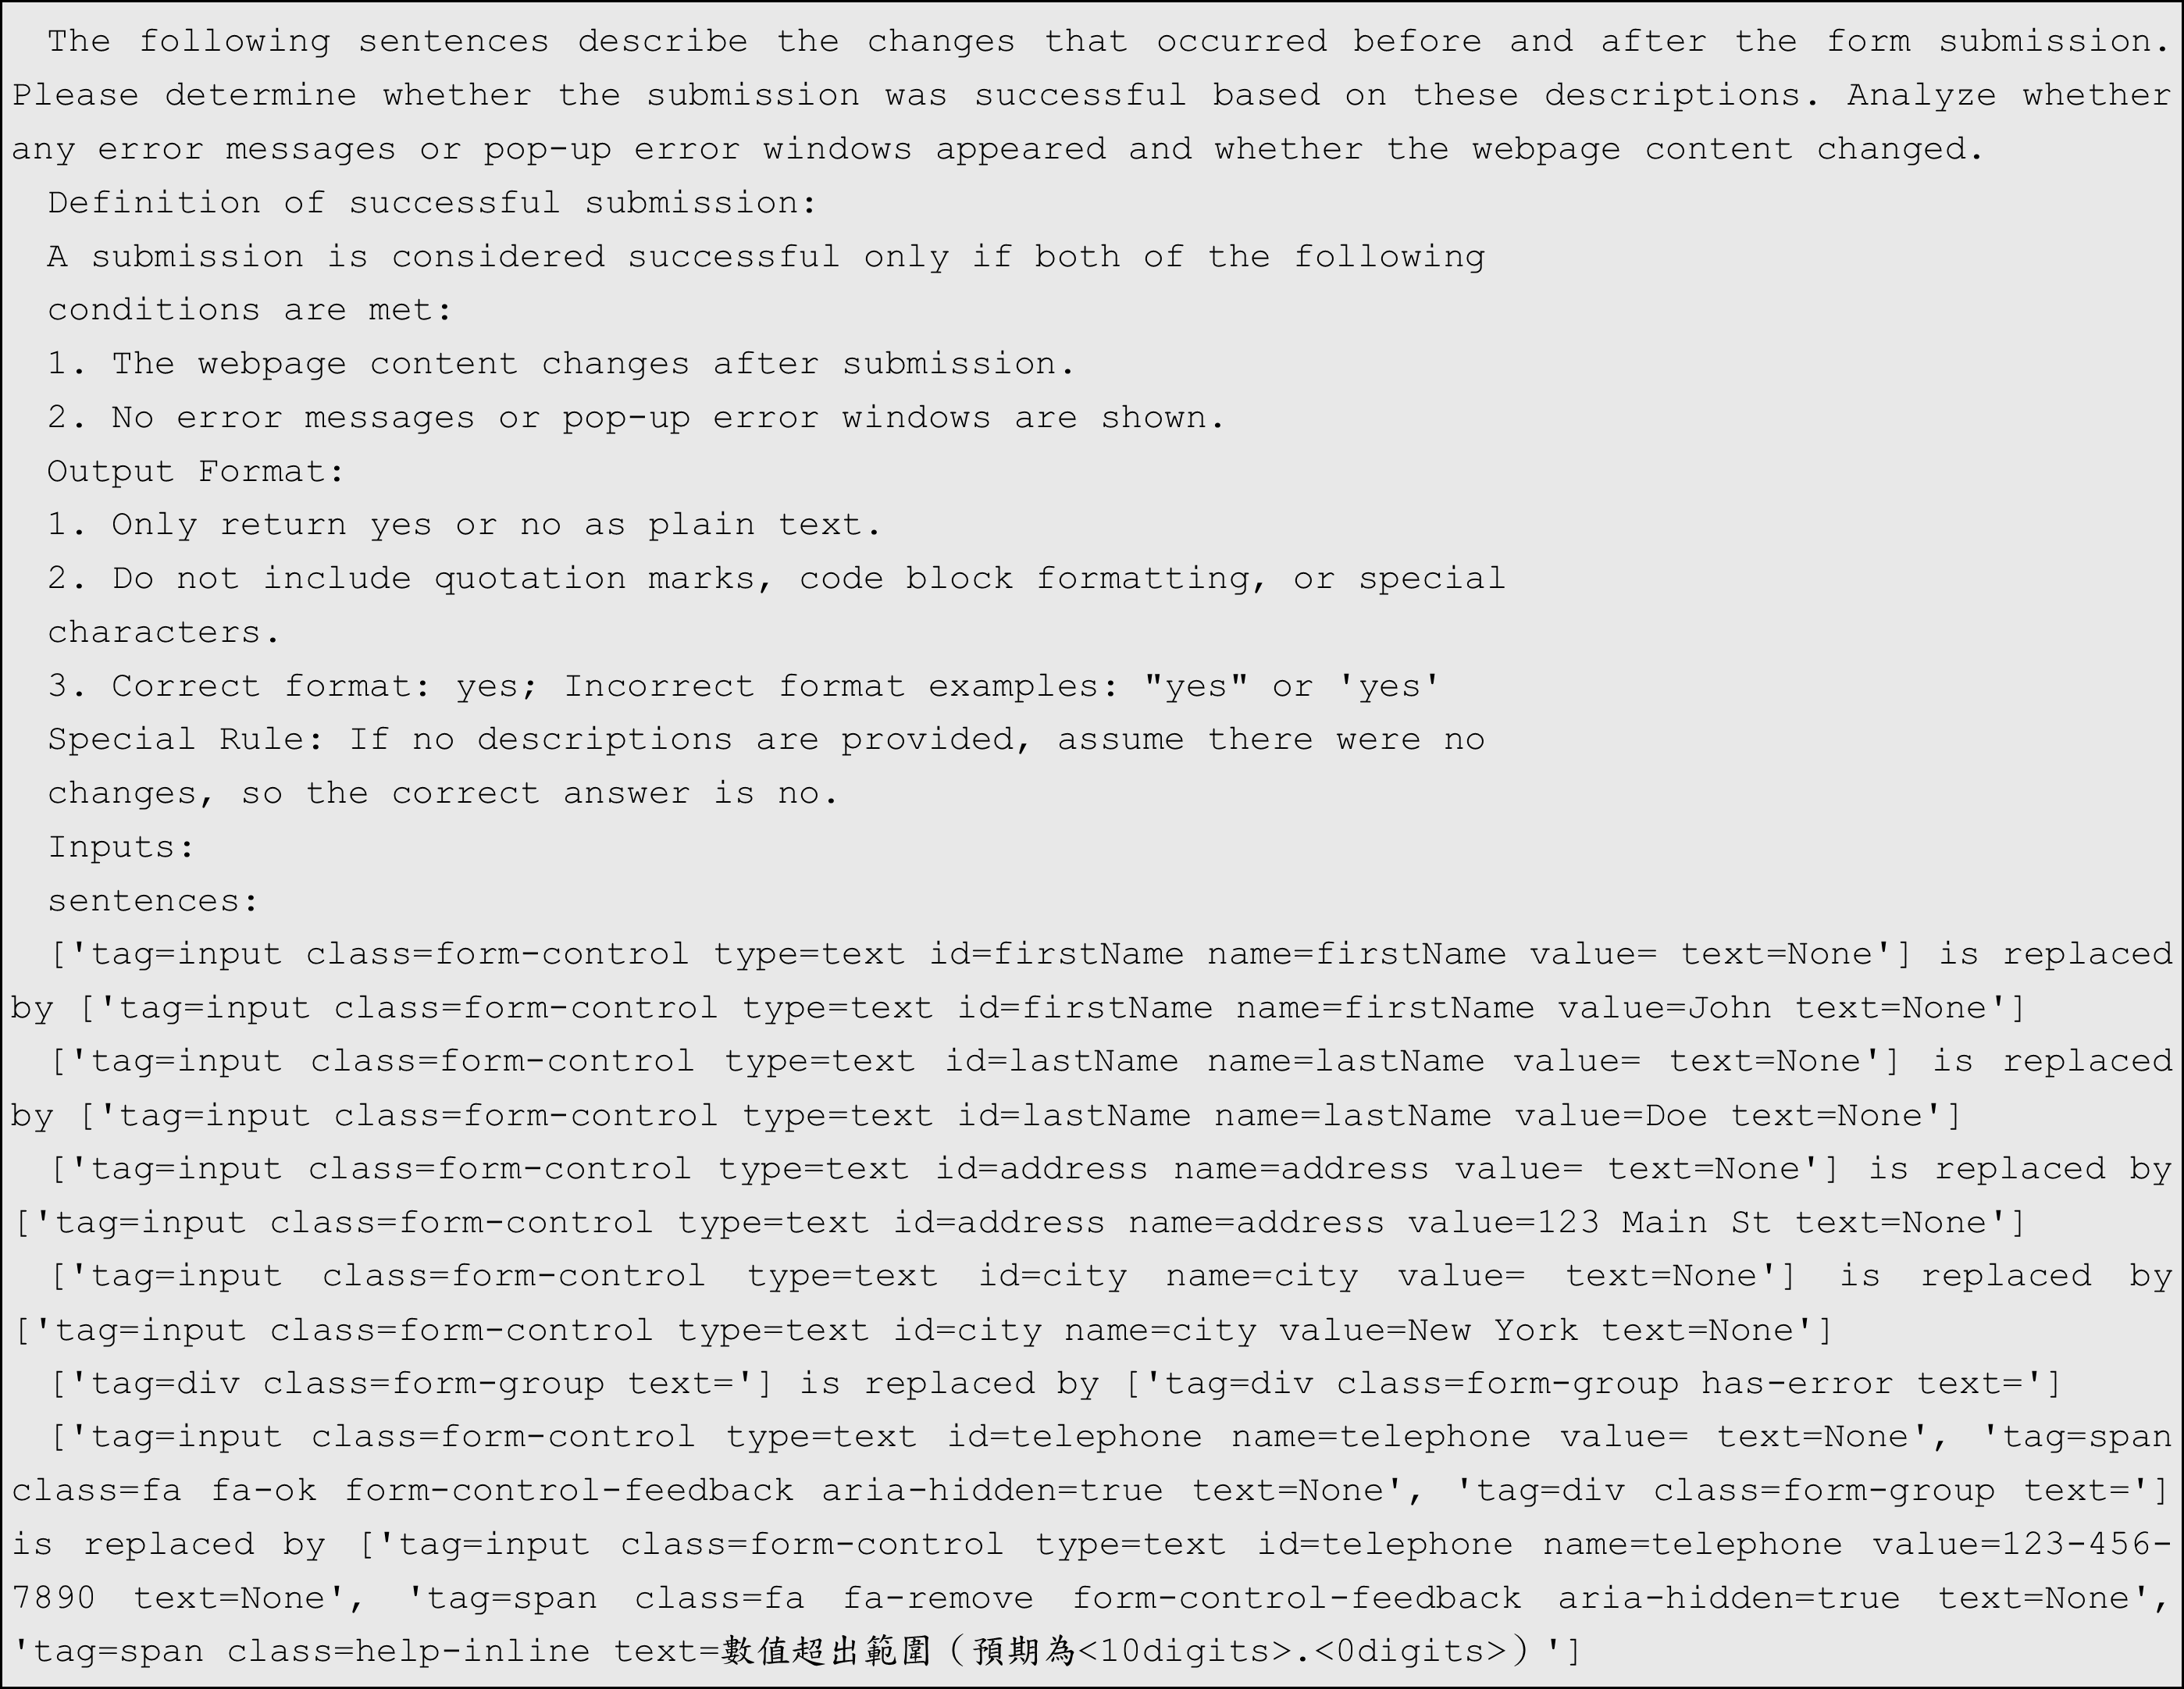 The following sentences describe the changes that occurred before and after the form submission.
Please determine whether the submission was successful based on these descriptions. Analyze whether
any error messages or pop-up error windows appeared and whether the webpage content changed.
Definition of successful submission:
A submission is considered successful only if both of the following
conditions are met:
1. The webpage content changes after submission.
2. No error messages or pop-up error windows are shown.
Output Format:
1. Only return yes or no as plain text.
2. Do not include quotation marks, code block formatting, or special
characters.
3. Correct format: yes; Incorrect format examples: "yes" or 'yes'
Special Rule: If no descriptions are provided, assume there were no
changes, so the correct answer is no.
Inputs:
sentences:
['tag=input class=form-control type=text id=firstName name=firstName value= text=None'] is replaced
by ['tag=input class=form-control type=text id=firstName name=firstName value=John text=None']
['tag=input class=form-control type=text id=lastName name=lastName value= text=None'] is replaced
by ['tag=input class=form-control type=text id=lastName name=lastName value=Doe text=None']
['tag=input class=form-control type=text id=address name=address value= text=None'] is replaced by
['tag=input class=form-control type=text id=address name=address value=123 Main St text=None']
['tag=input class=form-control type=text id=city name=city value= text=None'] is replaced by
['tag=input class=form-control type=text id=city name=city value=New York text=None']
['tag=div class=form-group text='] is replaced by ['tag=div class=form-group has-error text=']
['tag=input class=form-control type=text id=telephone name=telephone value= text=None', 'tag=span
class=fa fa-ok form-control-feedback aria-hidden=true text=None', 'tag=div class=form-group text=']
is replaced by ['tag=input class=form-control type=text id=telephone name=telephone value=123-456-
7890 text=None', 'tag=span class=fa fa-remove form-control-feedback aria-hidden=true text=None',
'tag=span class=help-inline text=數值超出範圍（預期為<10digits>.<0digits>）']